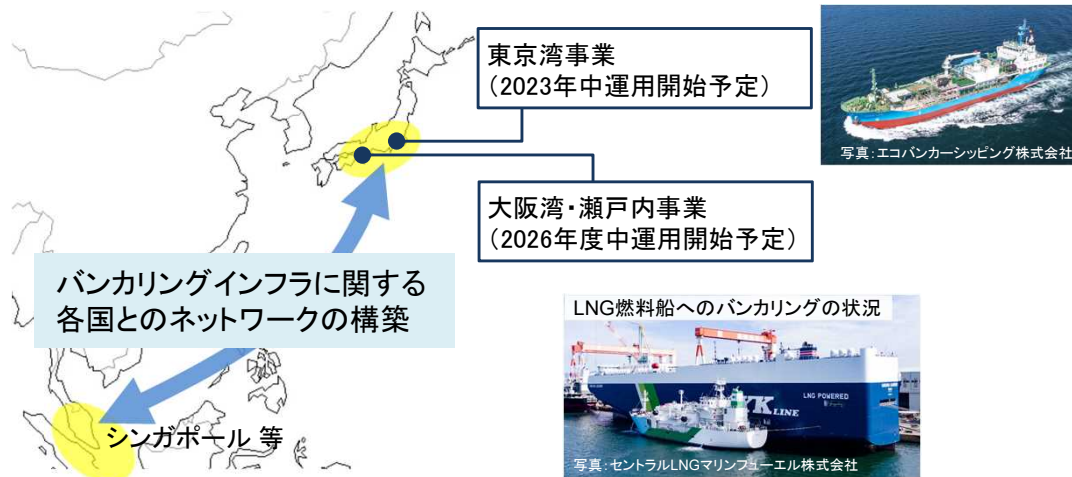 東京湾事業
(2023年中運用開始予定)
写真:エコバンカーシッピング株式会社
大阪湾・瀬戸内事業
(2026年度中運用開始予定)
バンカリングインフラに関する
各国とのネットワークの構築
シンガポール 等
LNG燃料船へのバンカリングの状況
LNG POWERED
YK LINE
写真:セントラルLNGマリンフューエル株式会社